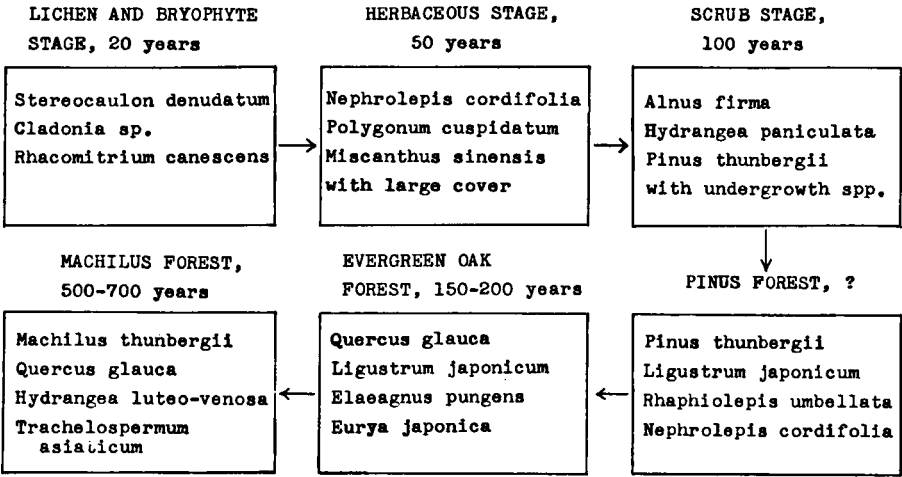 LICHEN AND BRYOPHYTE
STAGE, 20 years
Stereocaulon denudatum
Cladonia sp.
Rhacomitrium canescens
HERBACEOUS STAGE,
50 years
Nephrolepis cordifolia
Polygonum cuspidatum
Miscanthus sinensis
with large cover
SCRUB STAGE,
100 years
Alnus firma
Hydrangea paniculata
Pinus thunbergii
with undergrowth spp.
PINUS FOREST, ?
Pinus thunbergii
Ligustrum japonicum
Rhaphiolepis umbellata
Nephrolepis cordifolia
EVERGREEN OAK
FOREST, 150-200 years
Quercus glauca
Ligustrum japonicum
Elaeagnus pungens
Eurya japonica
MACHILUS FOREST,
500-700 years
Machilus thunbergii
Quercus glauca
Hydrangea luteo-venosa
Trachelospermum
asiaticum